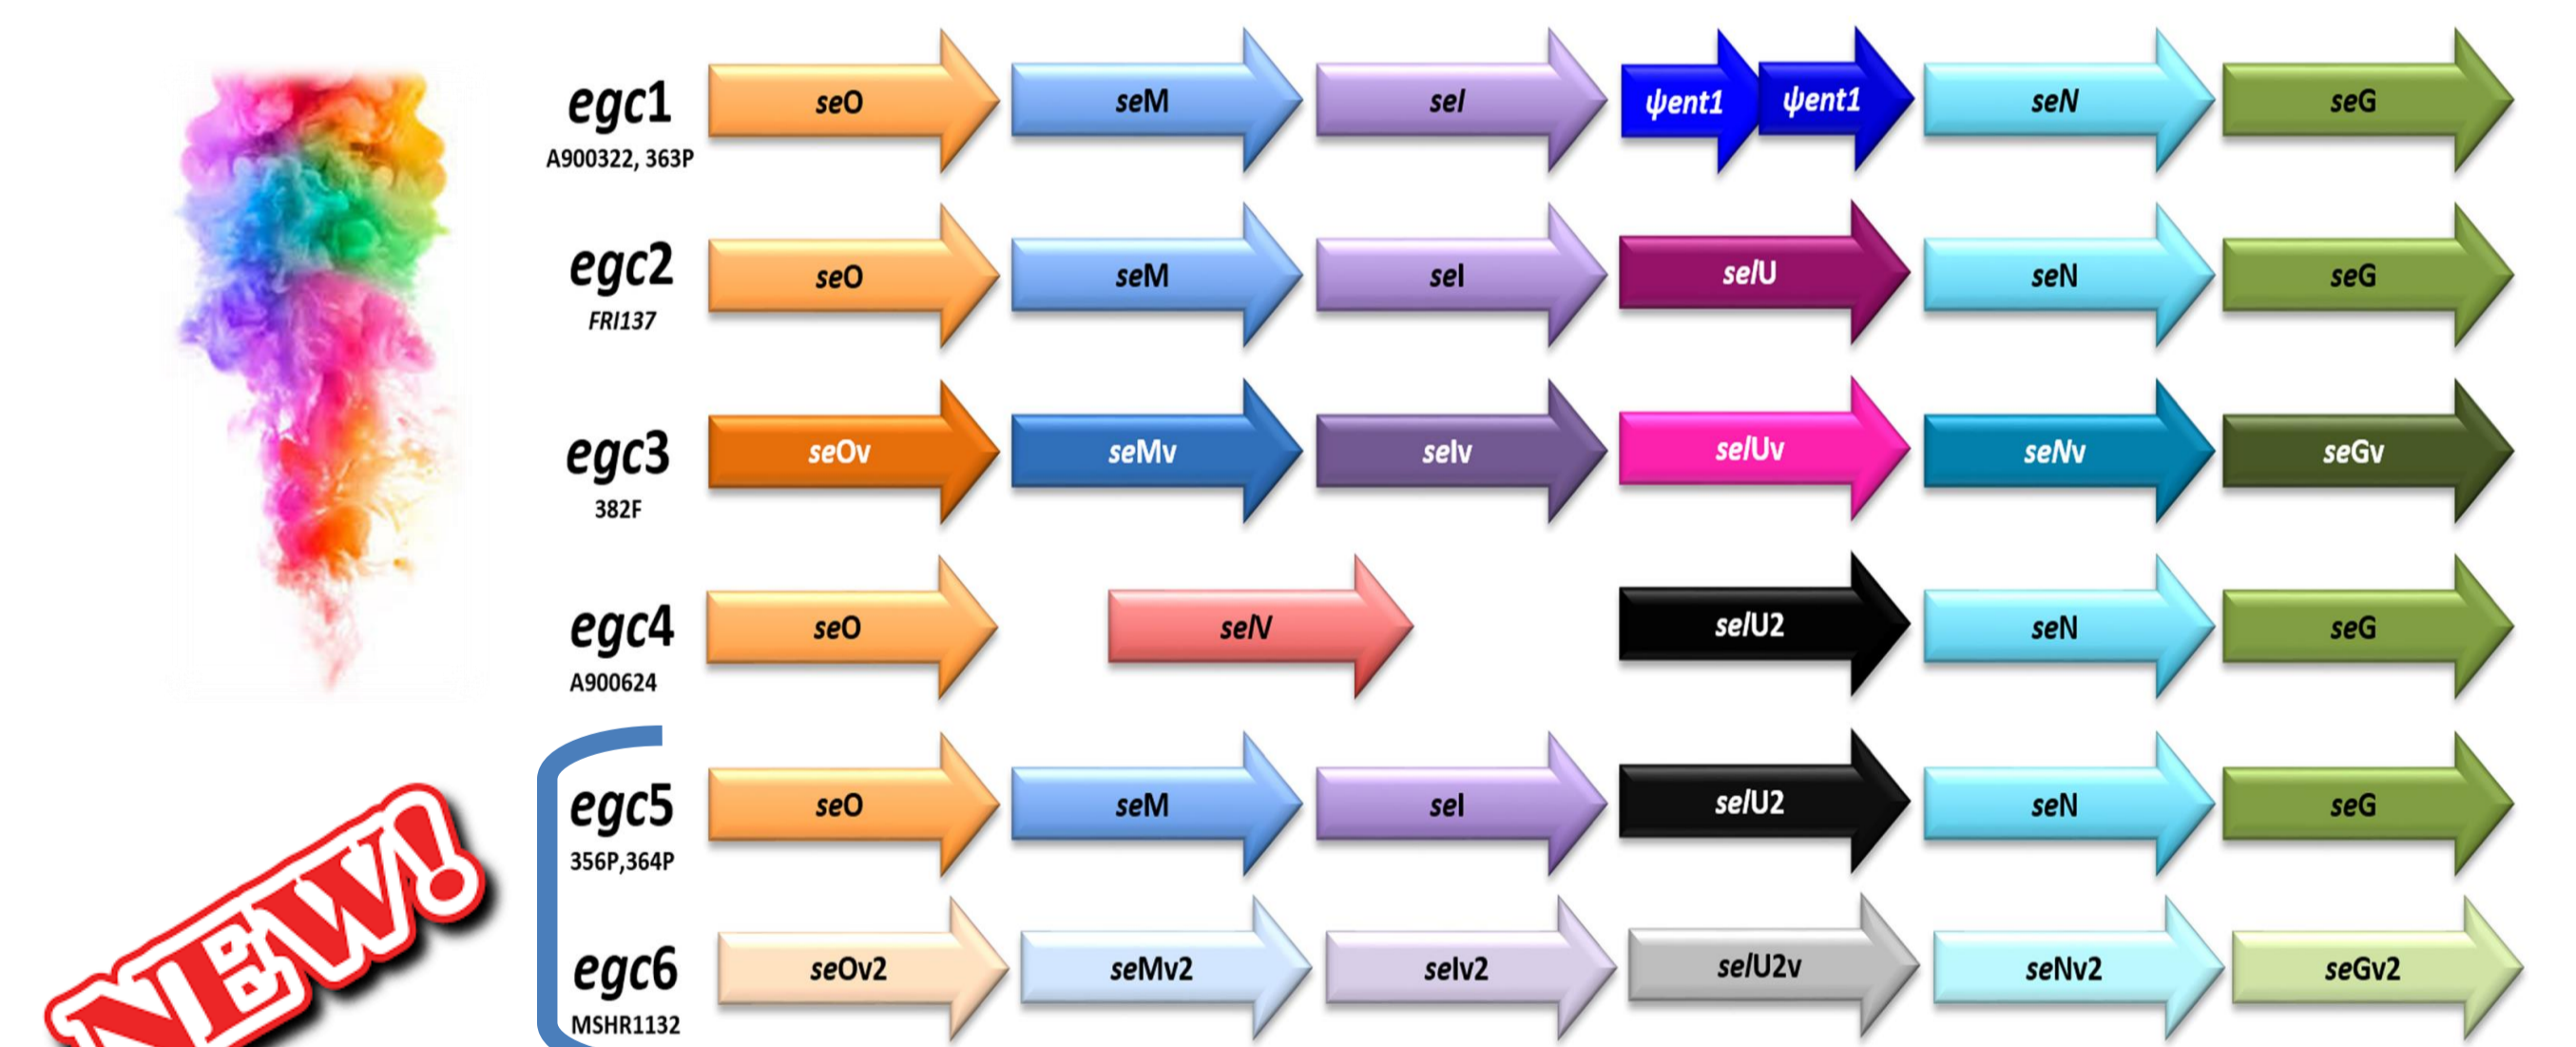 egc1 seO seM seI ψent1 ψent1 seN seG
A900322, 363P
egc2 seO seM seI selU seN seG
FRI137
egc3 seOv seMv seIv selUv seNv seGv
382F
egc4 seO selV selU2 seN seG
A900624
egc5 seO seM seI selU2 seN seG
356P,364P
NEW!
egc6 seOv2 seMv2 seIv2 selU2v seNv2 seGv2
MSHR1132